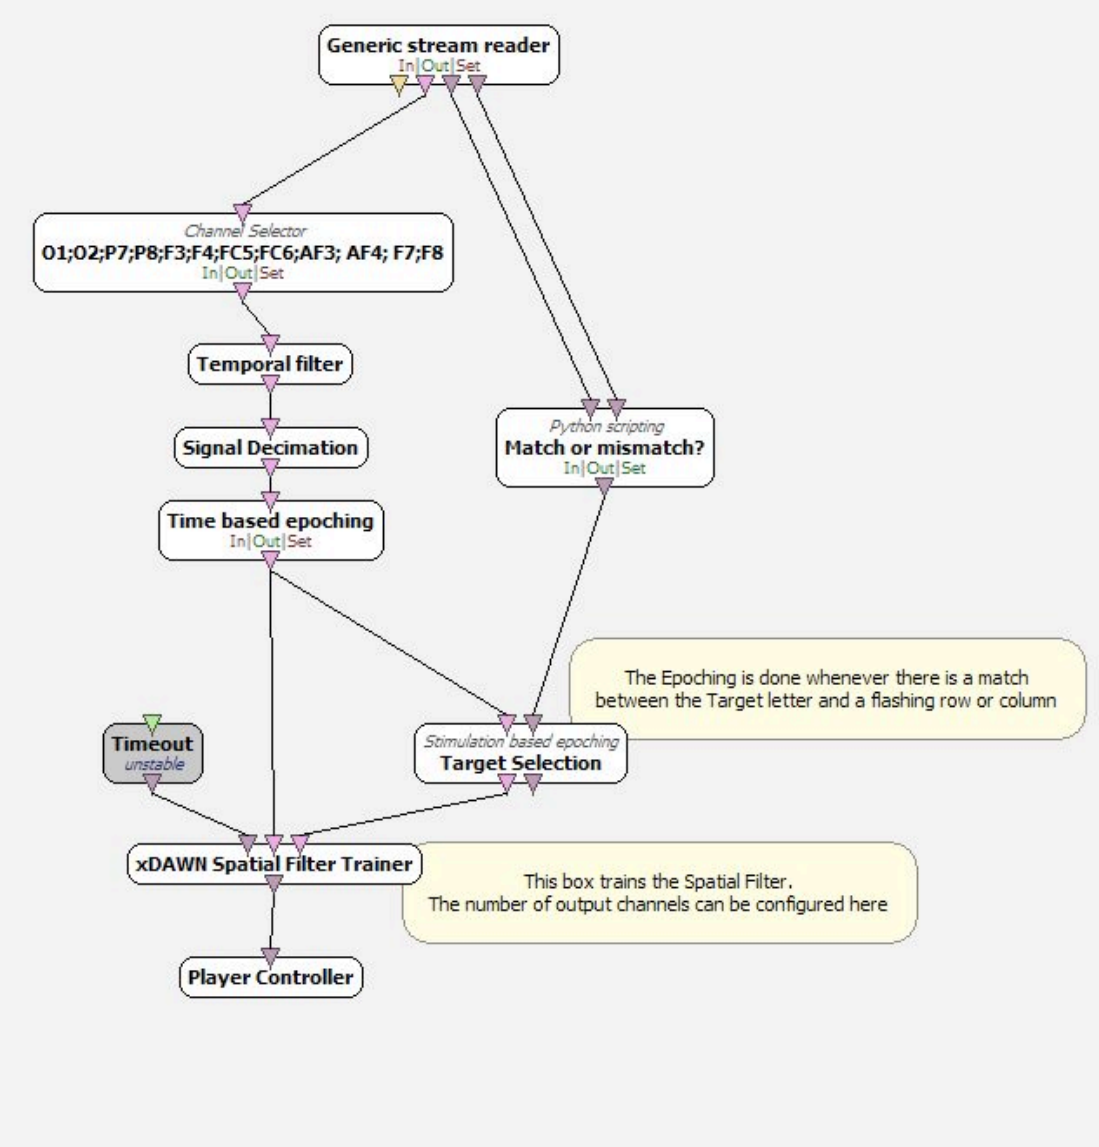 Generic stream reader
In|Out|Set
Channel Selector
O1;O2;P7;P8;F3;F4;FC5;FC6;AF3; AF4; F7;F8
In|Out|Set
Temporal filter
Signal Decimation
Time based epoching
In|Out|Set
Python scripting
Match or mismatch?
In|Out|Set
The Epoching is done whenever there is a match
between the Target letter and a flashing row or column
Timeout
unstable
Stimulation based epoching
Target Selection
xDAWN Spatial Filter Trainer
This box trains the Spatial Filter.
The number of output channels can be configured here
Player Controller